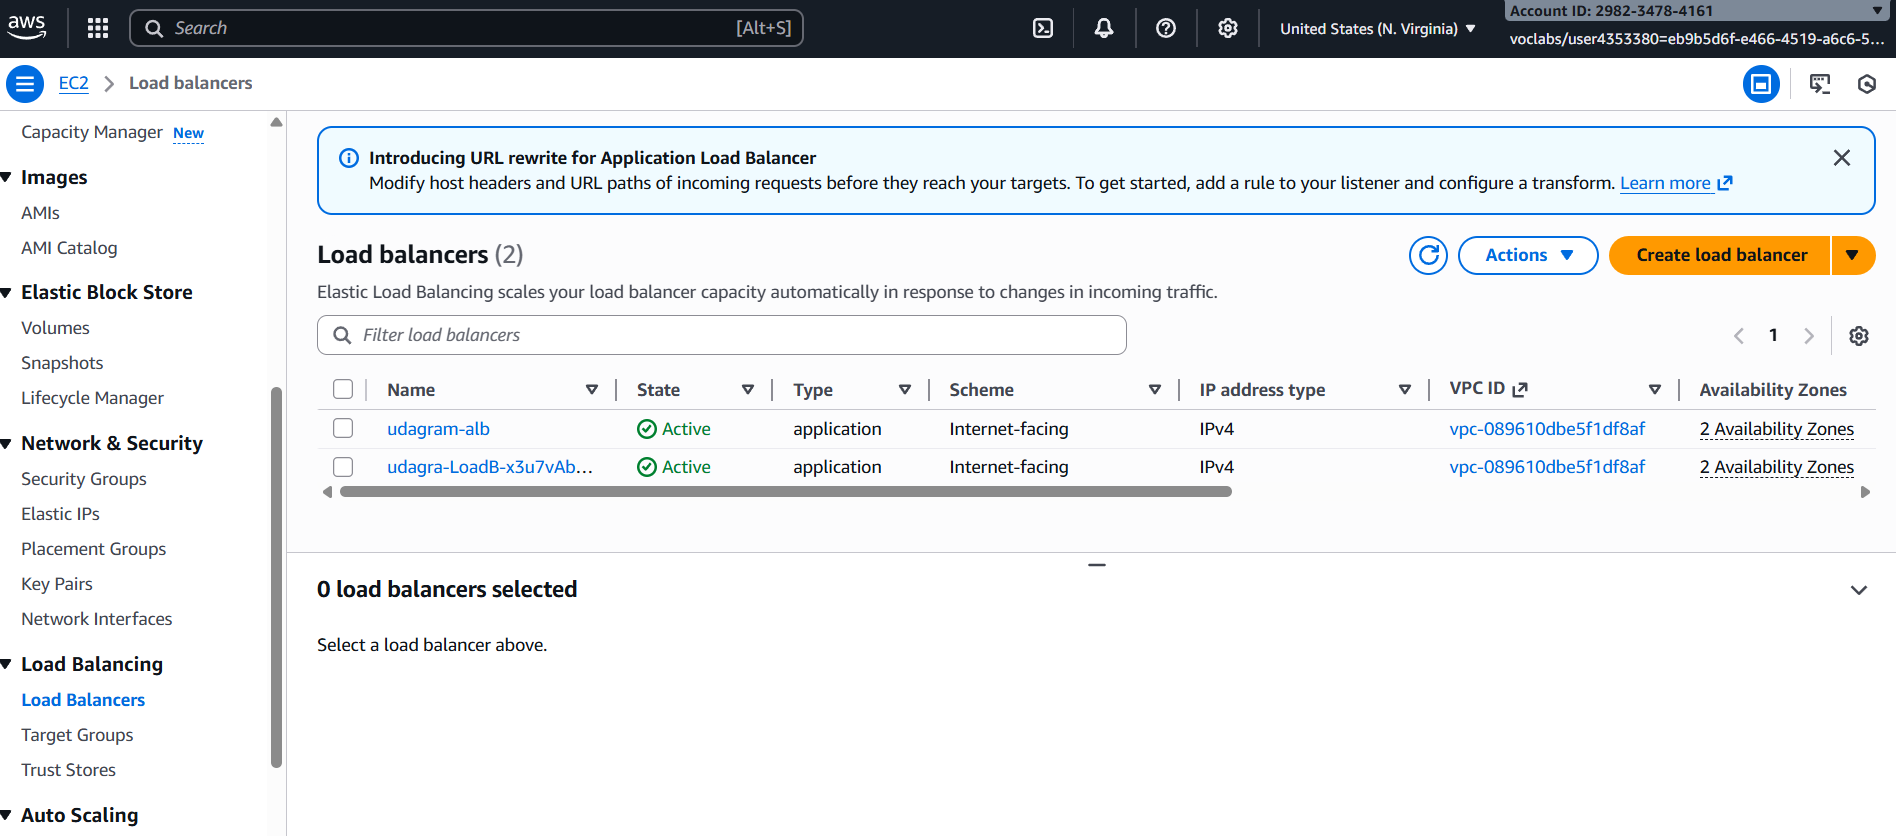 aws
Search [Alt+S]
United States (N. Virginia)
Account ID: 2982-3478-4161
voclabs/user4353380=eb9b5d6f-e466-4519-a6c6-5...
EC2 Load balancers
Capacity Manager New
Images
AMIs
AMI Catalog
Elastic Block Store
Volumes
Snapshots
Lifecycle Manager
Network & Security
Security Groups
Elastic IPs
Placement Groups
Key Pairs
Network Interfaces
Load Balancing
Load Balancers
Target Groups
Trust Stores
Auto Scaling
Introducing URL rewrite for Application Load Balancer
Modify host headers and URL paths of incoming requests before they reach your targets. To get started, add a rule to your listener and configure a transform. Learn more
Load balancers (2)
Actions
Create load balancer
Elastic Load Balancing scales your load balancer capacity automatically in response to changes in incoming traffic.
Filter load balancers
1
Name State Type Scheme IP address type VPC ID Availability Zones
udagram-alb Active application Internet-facing IPv4 vpc-089610dbe5f1df8af 2 Availability Zones
udagra-LoadB-x3u7vAb... Active application Internet-facing IPv4 vpc-089610dbe5f1df8af 2 Availability Zones
0 load balancers selected
Select a load balancer above.